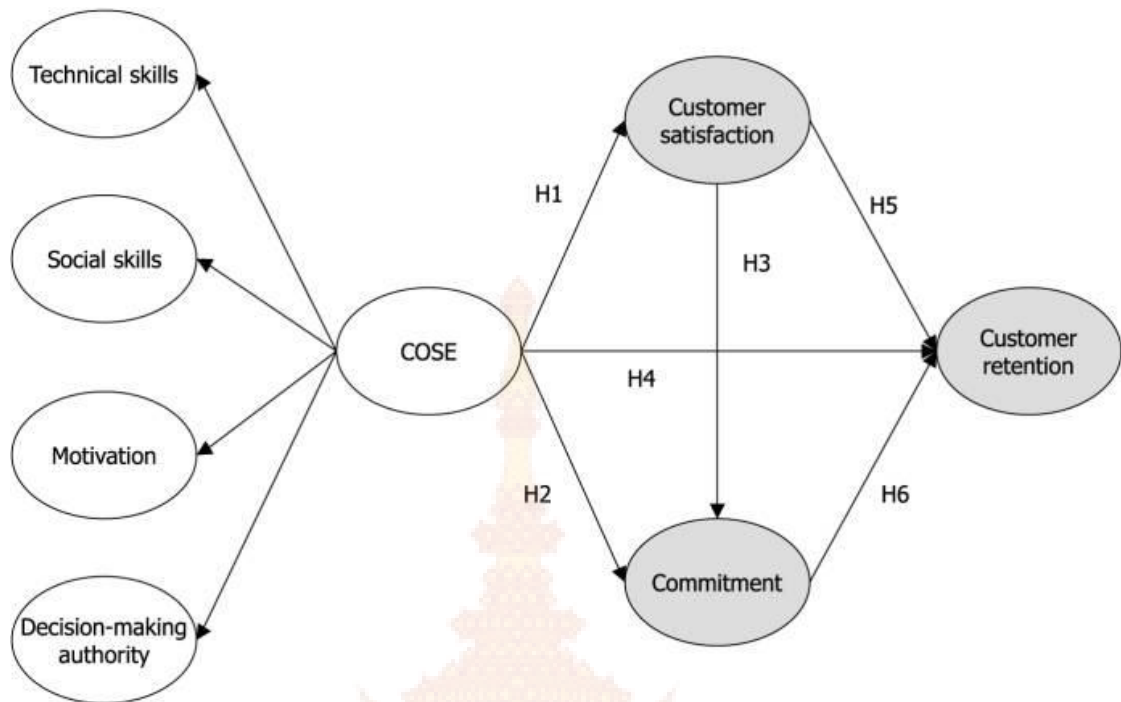 Technical skills
Social skills
Motivation
Decision-making
authority
COSE
H1
H2
H3
H4
H5
H6
Customer
satisfaction
Commitment
Customer
retention